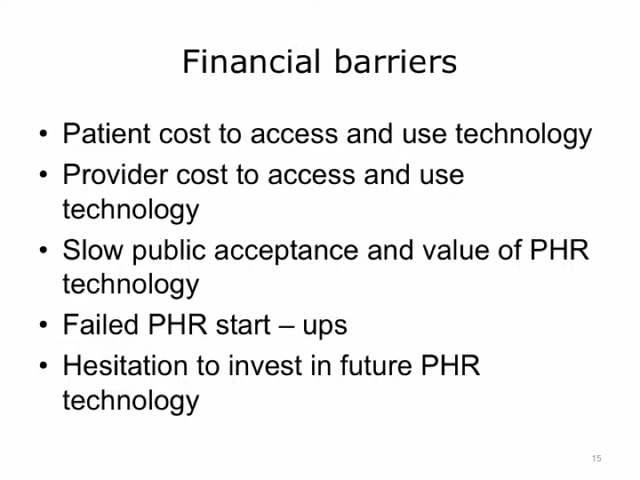 Financial barriers
• Patient cost to access and use technology
• Provider cost to access and use
technology
• Slow public acceptance and value of PHR
technology
• Failed PHR start – ups
• Hesitation to invest in future PHR
technology
15